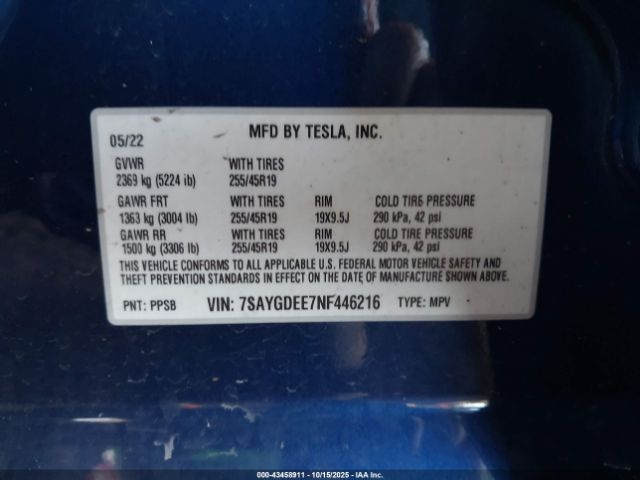 05/22 MFD BY TESLA, INC.
GVWR WITH TIRES
2369 kg (5224 lb) 255/45R19
GAWR FRT WITH TIRES RIM COLD TIRE PRESSURE
1363 kg (3004 lb) 255/45R19 19X9.5J 290 kPa, 42 psi
GAWR RR WITH TIRES RIM COLD TIRE PRESSURE
1500 kg (3306 lb) 255/45R19 19X9.5J 290 kPa, 42 psi
THIS VEHICLE CONFORMS TO ALL APPLICABLE U.S. FEDERAL MOTOR VEHICLE SAFETY AND
THEFT PREVENTION STANDARDS IN EFFECT ON THE DATE OF MANUFACTURE SHOWN ABOVE.
PNT: PPSB VIN: 7SAYGDEE7NF446216 TYPE: MPV
000-43458911 - 10/15/2025 - IAAI.CA